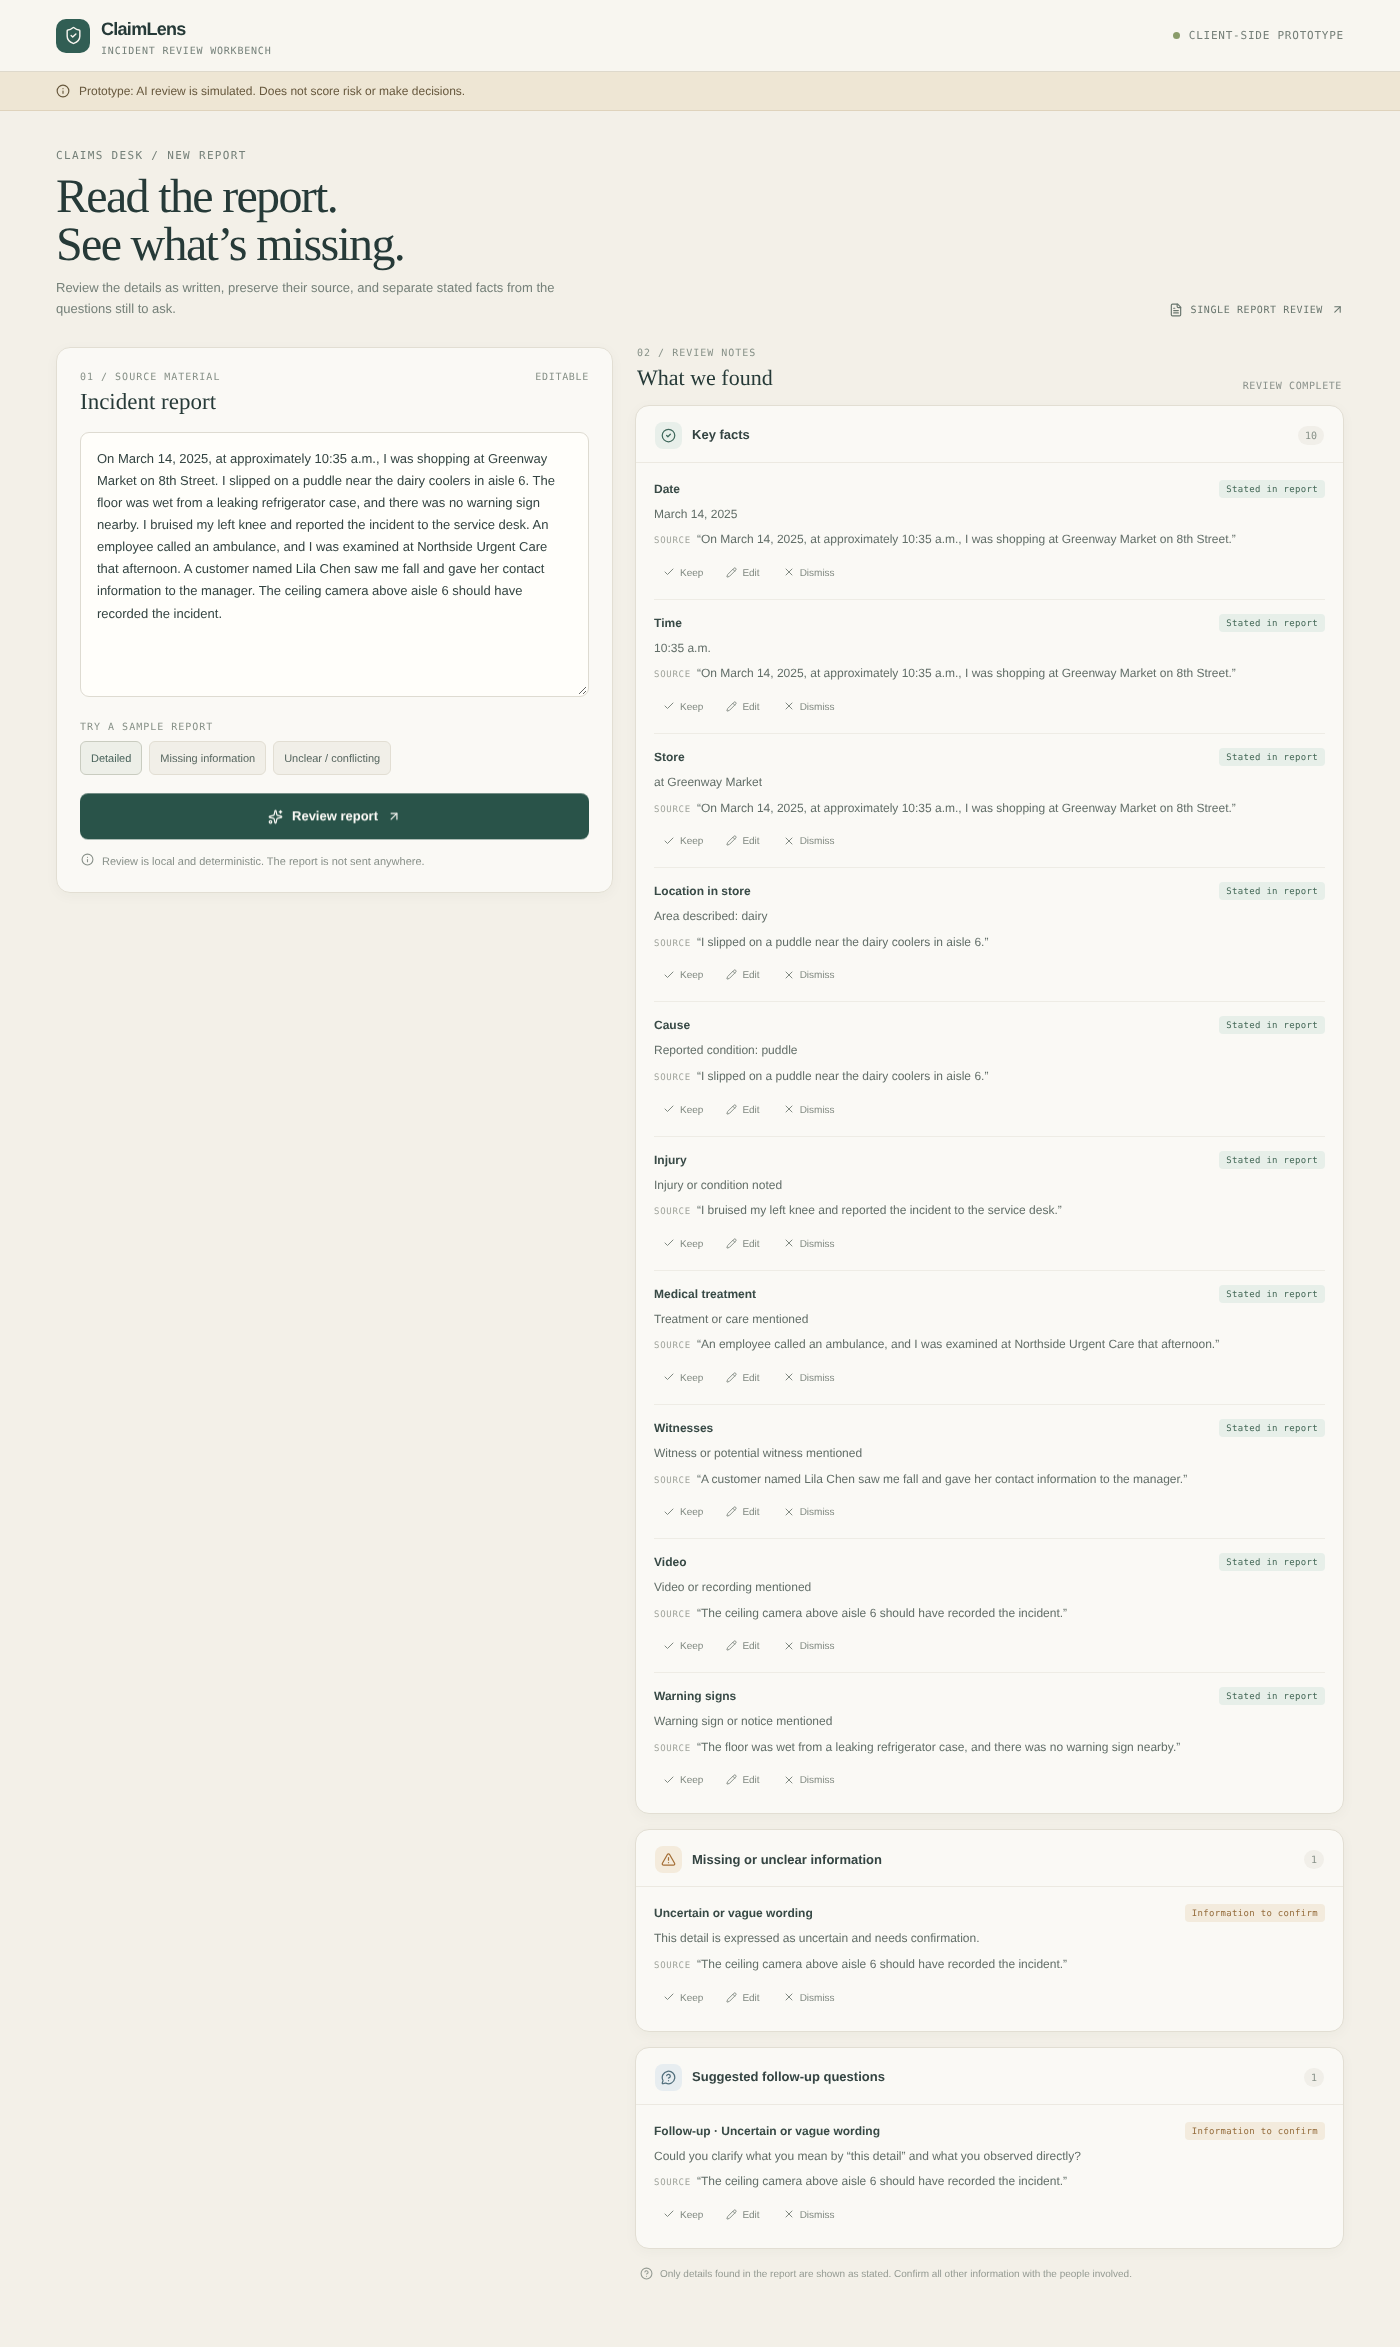 ClaimLens
INCIDENT REVIEW WORKBENCH
CLIENT-SIDE PROTOTYPE
Prototype: AI review is simulated. Does not score risk or make decisions.
CLAIMS DESK / NEW REPORT
Read the report.
See what’s missing.
Review the details as written, preserve their source, and separate stated facts from the
questions still to ask.
SINGLE REPORT REVIEW
01 / SOURCE MATERIAL
EDITABLE
Incident report
On March 14, 2025, at approximately 10:35 a.m., I was shopping at Greenway
Market on 8th Street. I slipped on a puddle near the dairy coolers in aisle 6. The
floor was wet from a leaking refrigerator case, and there was no warning sign
nearby. I bruised my left knee and reported the incident to the service desk. An
employee called an ambulance, and I was examined at Northside Urgent Care
that afternoon. A customer named Lila Chen saw me fall and gave her contact
information to the manager. The ceiling camera above aisle 6 should have
recorded the incident.
TRY A SAMPLE REPORT
Detailed
Missing information
Unclear / conflicting
Review report
Review is local and deterministic. The report is not sent anywhere.
02 / REVIEW NOTES
What we found
REVIEW COMPLETE
Key facts
10
Date
Stated in report
March 14, 2025
SOURCE “On March 14, 2025, at approximately 10:35 a.m., I was shopping at Greenway Market on 8th Street.”
Keep Edit Dismiss
Time
Stated in report
10:35 a.m.
SOURCE “On March 14, 2025, at approximately 10:35 a.m., I was shopping at Greenway Market on 8th Street.”
Keep Edit Dismiss
Store
Stated in report
at Greenway Market
SOURCE “On March 14, 2025, at approximately 10:35 a.m., I was shopping at Greenway Market on 8th Street.”
Keep Edit Dismiss
Location in store
Stated in report
Area described: dairy
SOURCE “I slipped on a puddle near the dairy coolers in aisle 6.”
Keep Edit Dismiss
Cause
Stated in report
Reported condition: puddle
SOURCE “I slipped on a puddle near the dairy coolers in aisle 6.”
Keep Edit Dismiss
Injury
Stated in report
Injury or condition noted
SOURCE “I bruised my left knee and reported the incident to the service desk.”
Keep Edit Dismiss
Medical treatment
Stated in report
Treatment or care mentioned
SOURCE “An employee called an ambulance, and I was examined at Northside Urgent Care that afternoon.”
Keep Edit Dismiss
Witnesses
Stated in report
Witness or potential witness mentioned
SOURCE “A customer named Lila Chen saw me fall and gave her contact information to the manager.”
Keep Edit Dismiss
Video
Stated in report
Video or recording mentioned
SOURCE “The ceiling camera above aisle 6 should have recorded the incident.”
Keep Edit Dismiss
Warning signs
Stated in report
Warning sign or notice mentioned
SOURCE “The floor was wet from a leaking refrigerator case, and there was no warning sign nearby.”
Keep Edit Dismiss
Missing or unclear information
1
Uncertain or vague wording
Information to confirm
This detail is expressed as uncertain and needs confirmation.
SOURCE “The ceiling camera above aisle 6 should have recorded the incident.”
Keep Edit Dismiss
Suggested follow-up questions
1
Follow-up · Uncertain or vague wording
Information to confirm
Could you clarify what you mean by “this detail” and what you observed directly?
SOURCE “The ceiling camera above aisle 6 should have recorded the incident.”
Keep Edit Dismiss
Only details found in the report are shown as stated. Confirm all other information with the people involved.